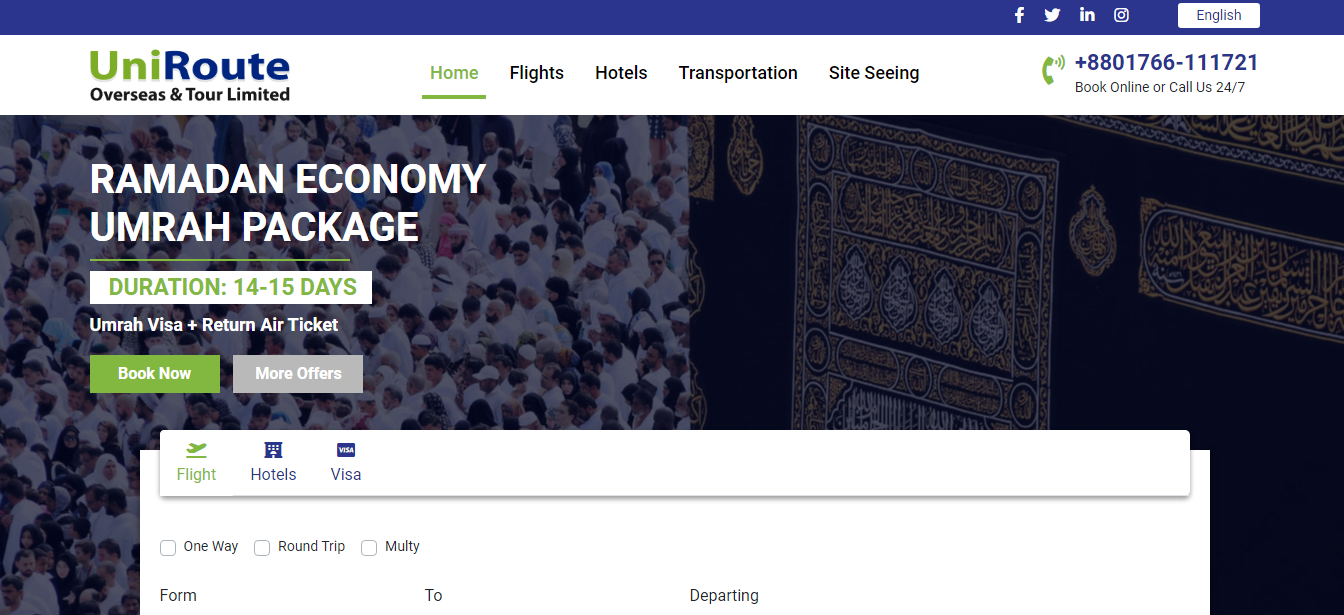 English
UniRoute
Overseas & Tour Limited
Home Flights Hotels Transportation Site Seeing
+8801766-111721
Book Online or Call Us 24/7
RAMADAN ECONOMY
UMRAH PACKAGE
DURATION: 14-15 DAYS
Umrah Visa + Return Air Ticket
Book Now More Offers
VISA
Flight Hotels Visa
One Way Round Trip Multy
Form To Departing